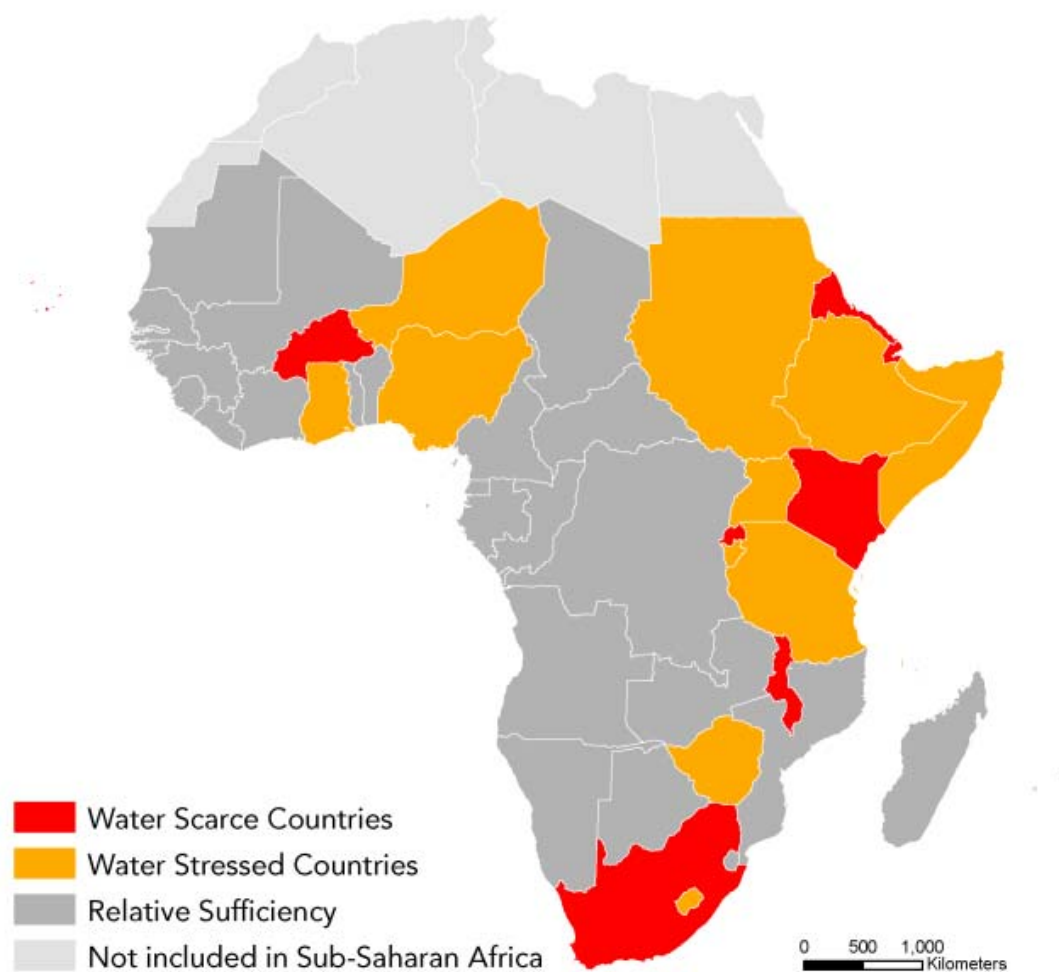 Water Scarce Countries
Water Stressed Countries
Relative Sufficiency
Not included in Sub-Saharan Africa
0 500 1,000
Kilometers